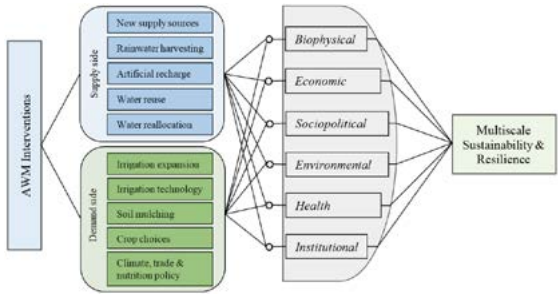 AWM Interventions
Supply side
New supply sources
Rainwater harvesting
Artificial recharge
Water reuse
Water reallocation
Demand side
Irrigation expansion
Irrigation technology
Soil mulching
Crop choices
Climate, trade &
nutrition policy
Biophysical
Economic
Sociopolitical
Environmental
Health
Institutional
Multiscale
Sustainability &
Resilience